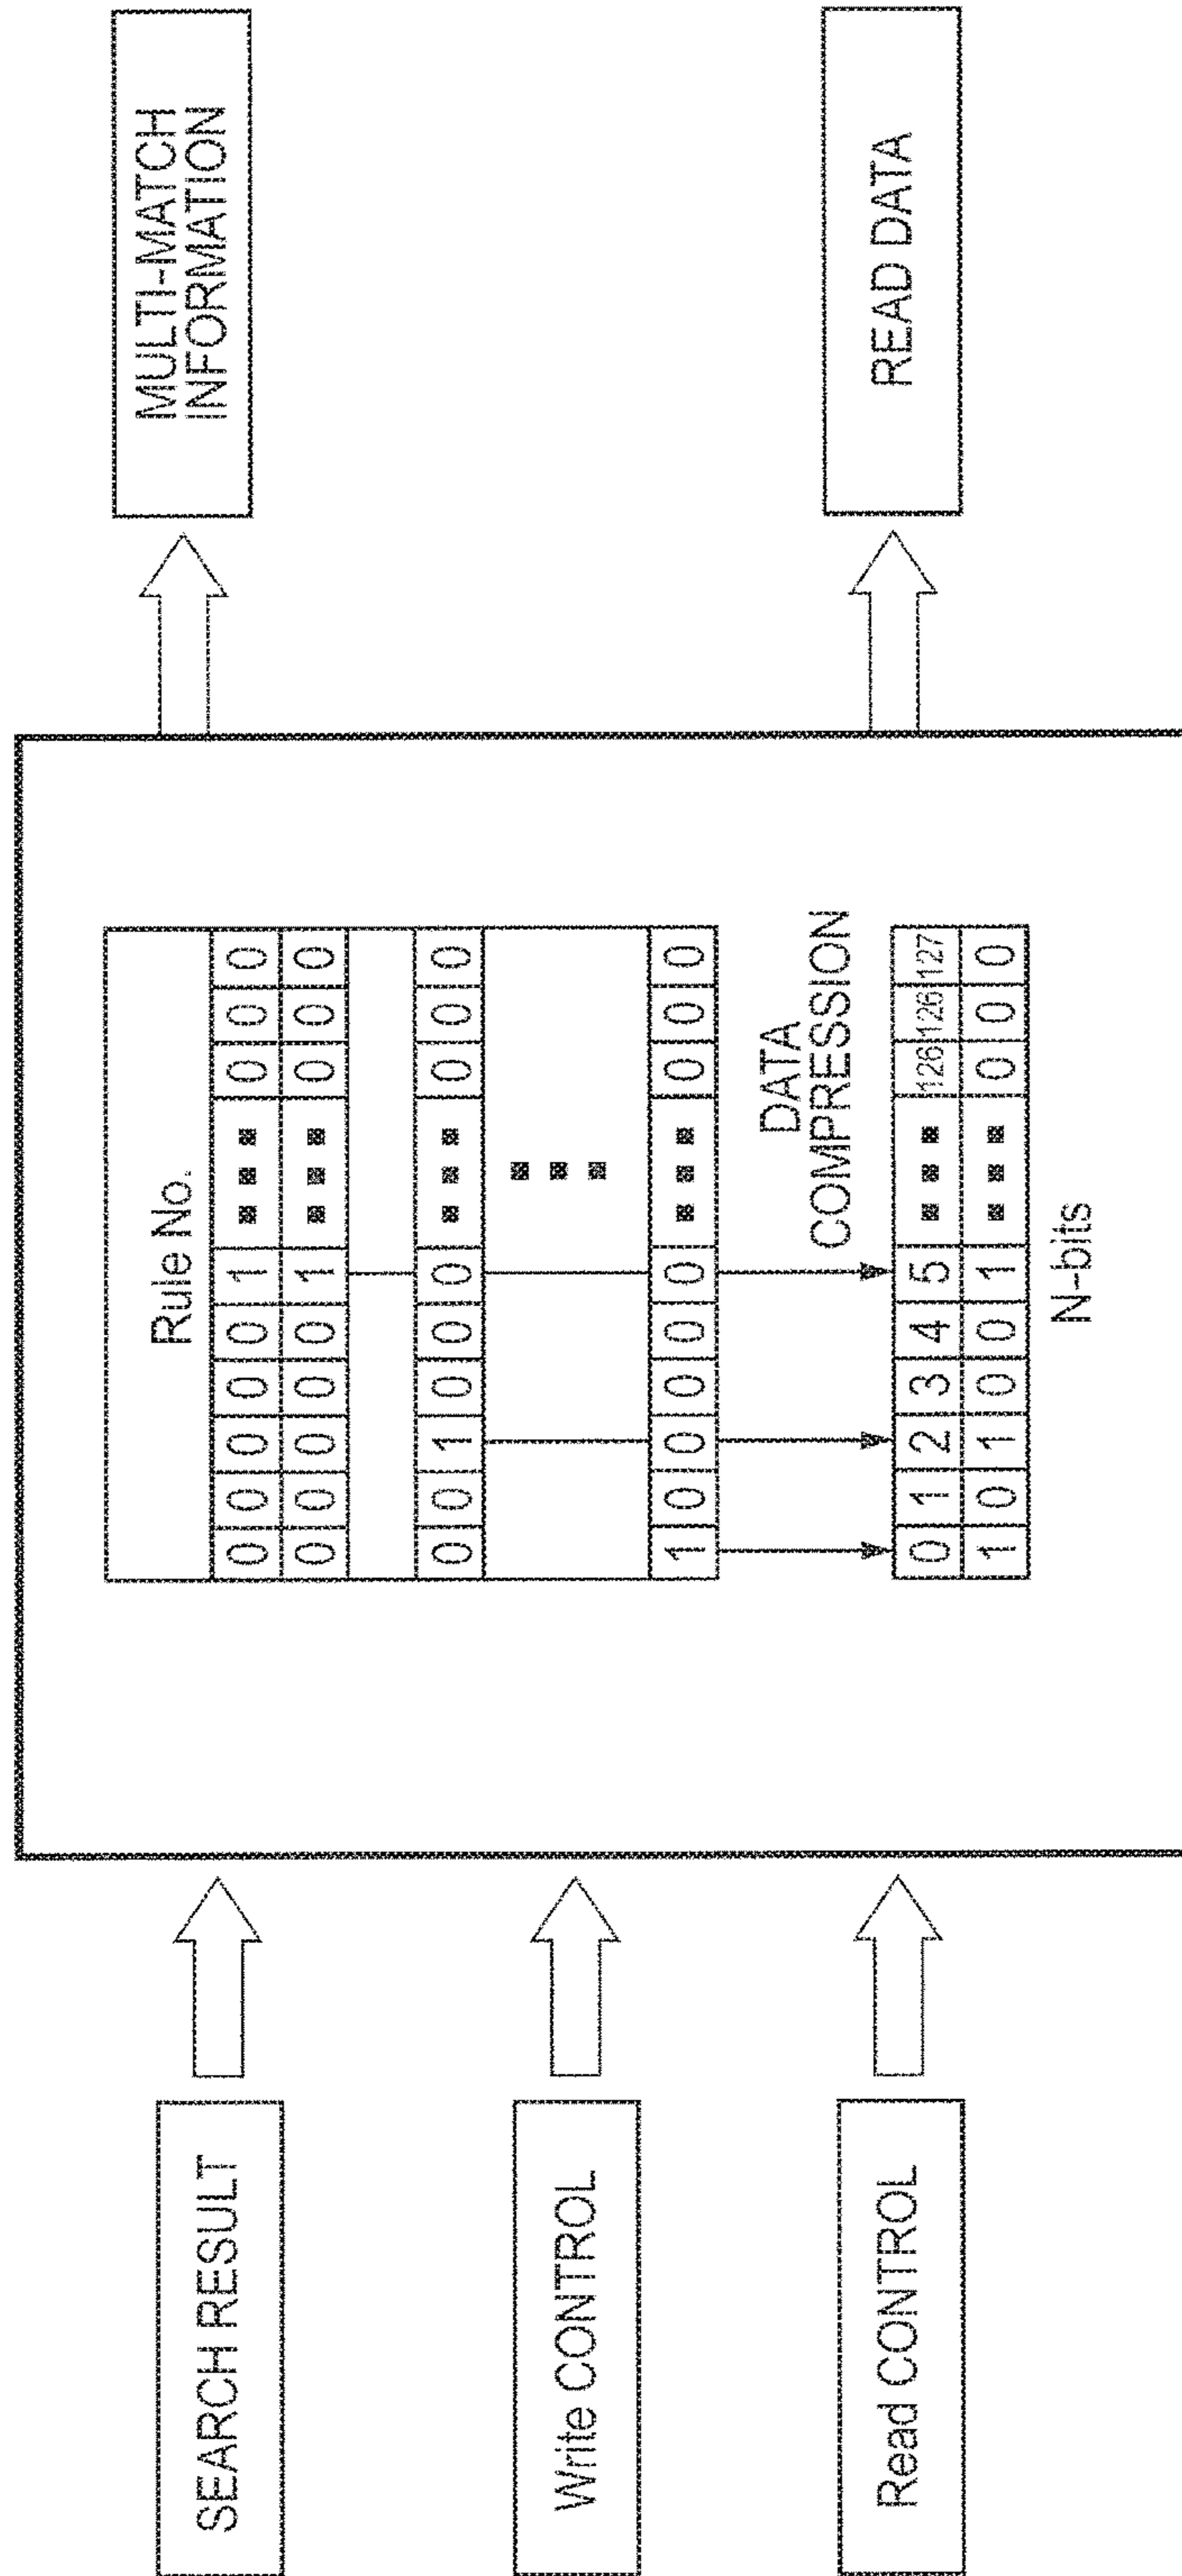 SEARCH RESULT
Write CONTROL
Read CONTROL
Rule No.
0 0 0 0 0 1 ▪ ▪ ▪ 0 0 0
0 0 0 0 0 1 ▪ ▪ ▪ 0 0 0
0 0 1 0 0 0 ▪ ▪ ▪ 0 0 0
▪ ▪ ▪
1 0 0 0 0 0 ▪ ▪ ▪ 0 0 0
DATA
COMPRESSION
0 1 2 3 4 5 ▪ ▪ ▪ 126 126 127
1 0 1 0 0 1 ▪ ▪ ▪ 0 0 0
N-bits
MULTI-MATCH
INFORMATION
READ DATA